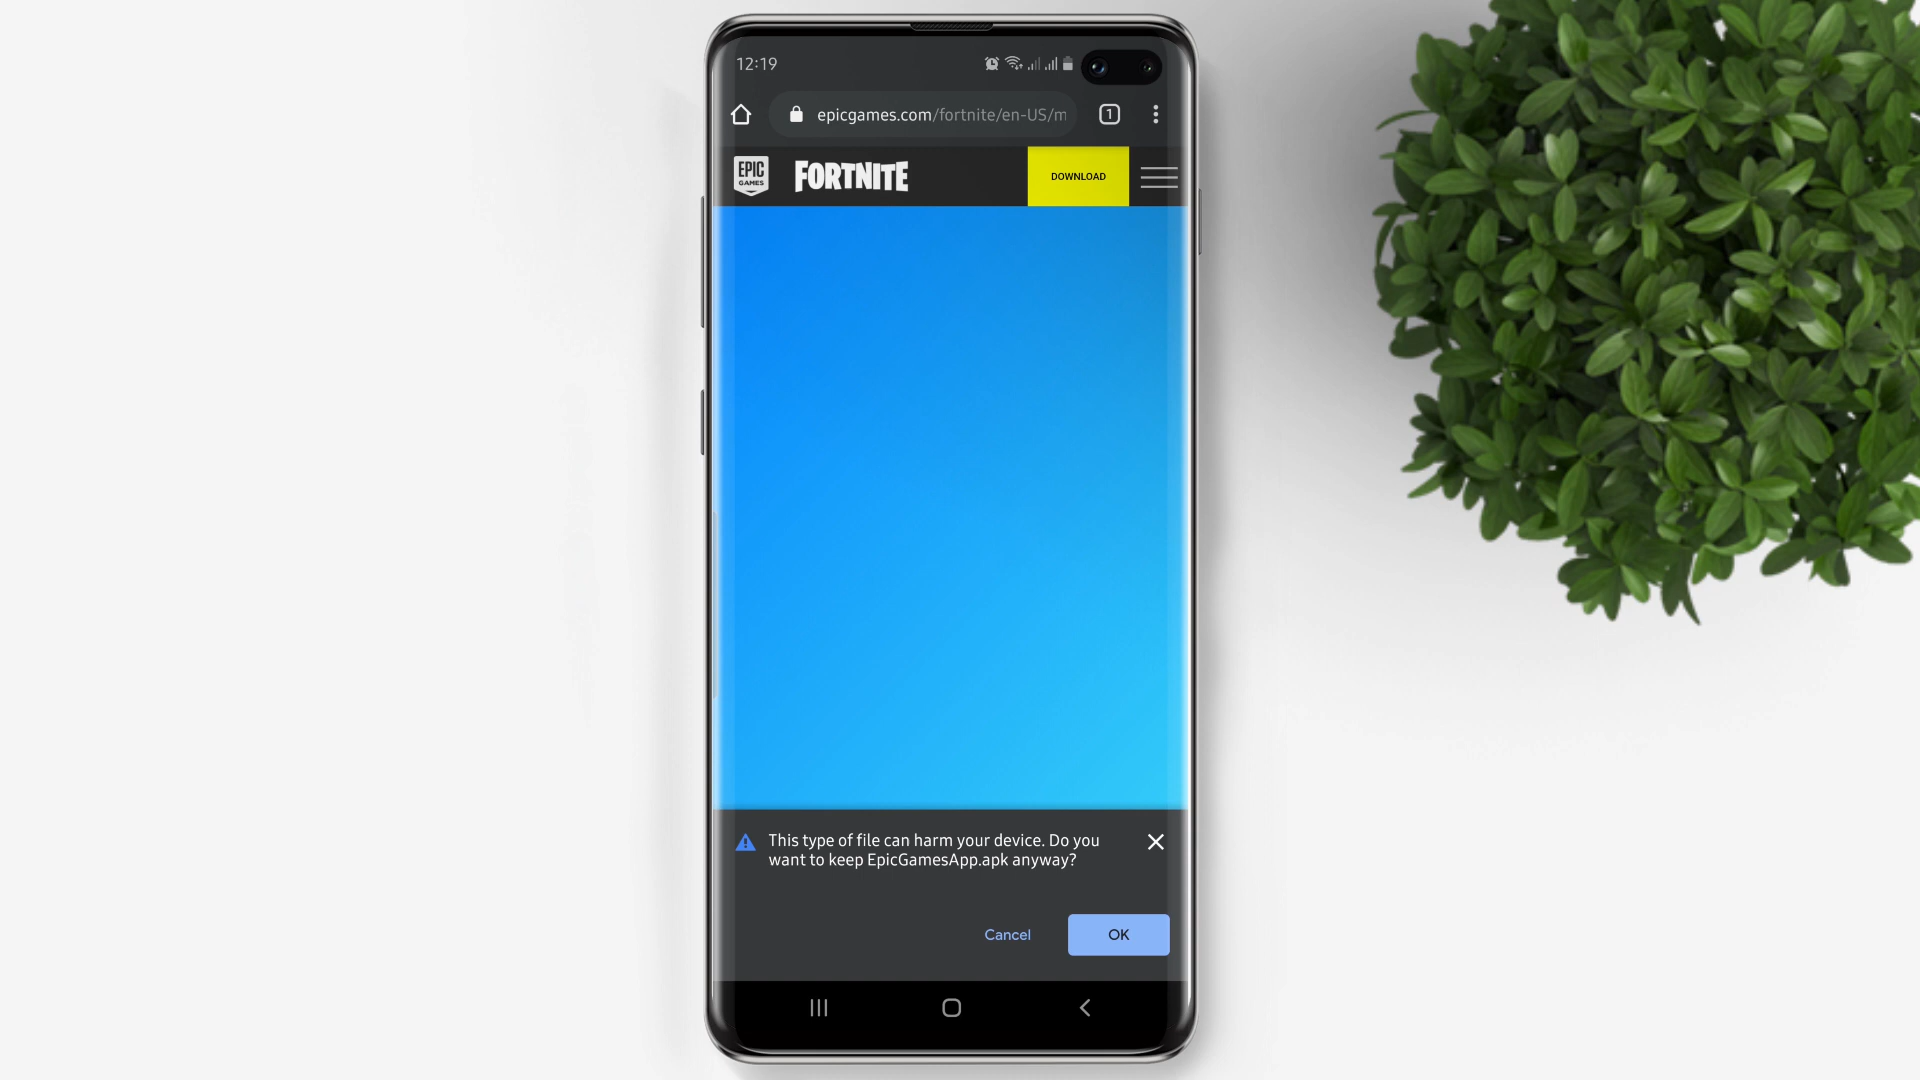 12:19
epicgames.com/fortnite/en-US/m
1
EPIC
GAMES
FORTNITE
DOWNLOAD
This type of file can harm your device. Do you
want to keep EpicGamesApp.apk anyway?
Cancel
OK